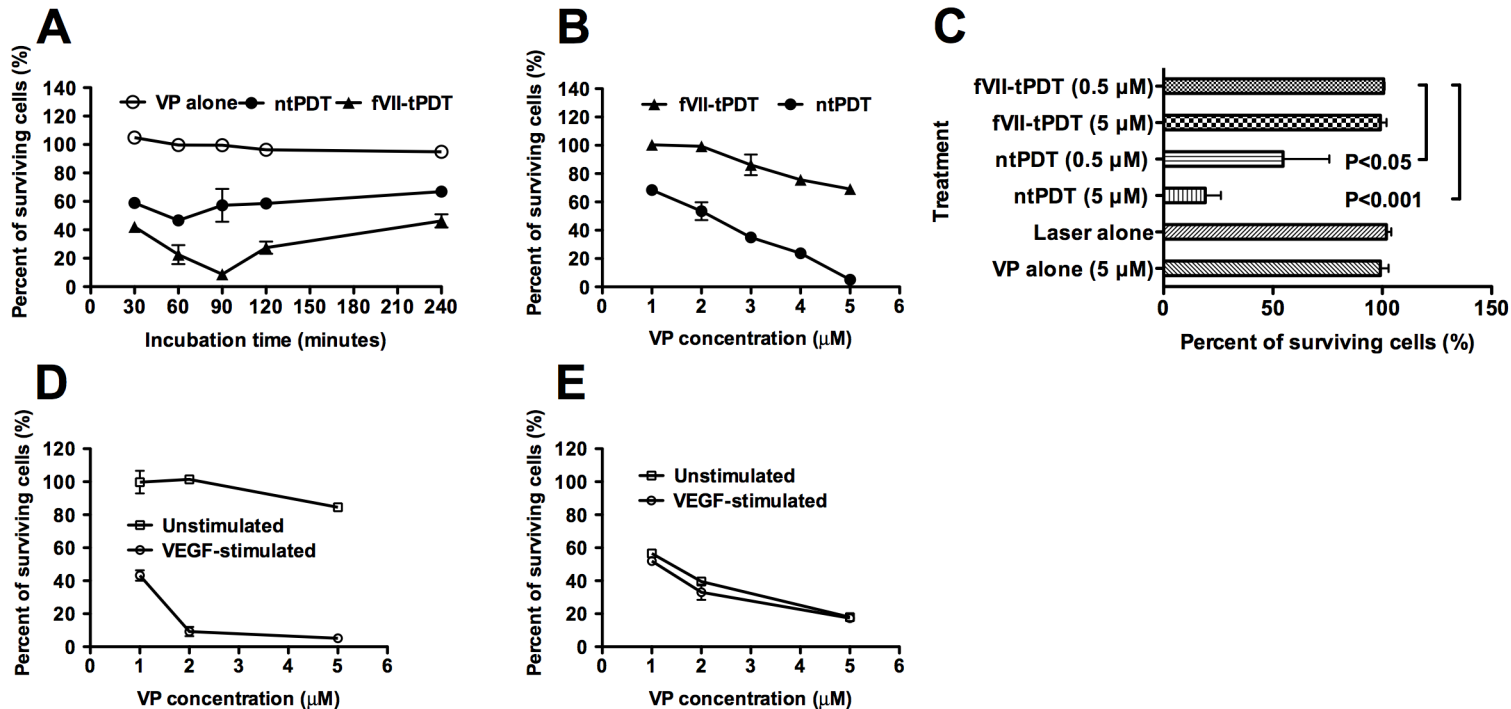 A
Percent of surviving cells (%)
140
120
100
80
60
40
20
0
VP alone ntPDT fVII-tPDT
0 30 60 90 120 150 180 210 240
Incubation time (minutes)
B
Percent of surviving cells (%)
140
120
100
80
60
40
20
0
fVII-tPDT ntPDT
0 1 2 3 4 5 6
VP concentration (μM)
C
Treatment
fVII-tPDT (0.5 μM)
fVII-tPDT (5 μM)
ntPDT (0.5 μM)
ntPDT (5 μM)
Laser alone
VP alone (5 μM)
P<0.05
P<0.001
0 50 100 150
Percent of surviving cells (%)
D
Percent of surviving cells (%)
120
100
80
60
40
20
0
Unstimulated
VEGF-stimulated
0 1 2 3 4 5 6
VP concentration (μM)
E
Percent of surviving cells (%)
120
100
80
60
40
20
0
Unstimulated
VEGF-stimulated
0 1 2 3 4 5 6
VP concentration (μM)